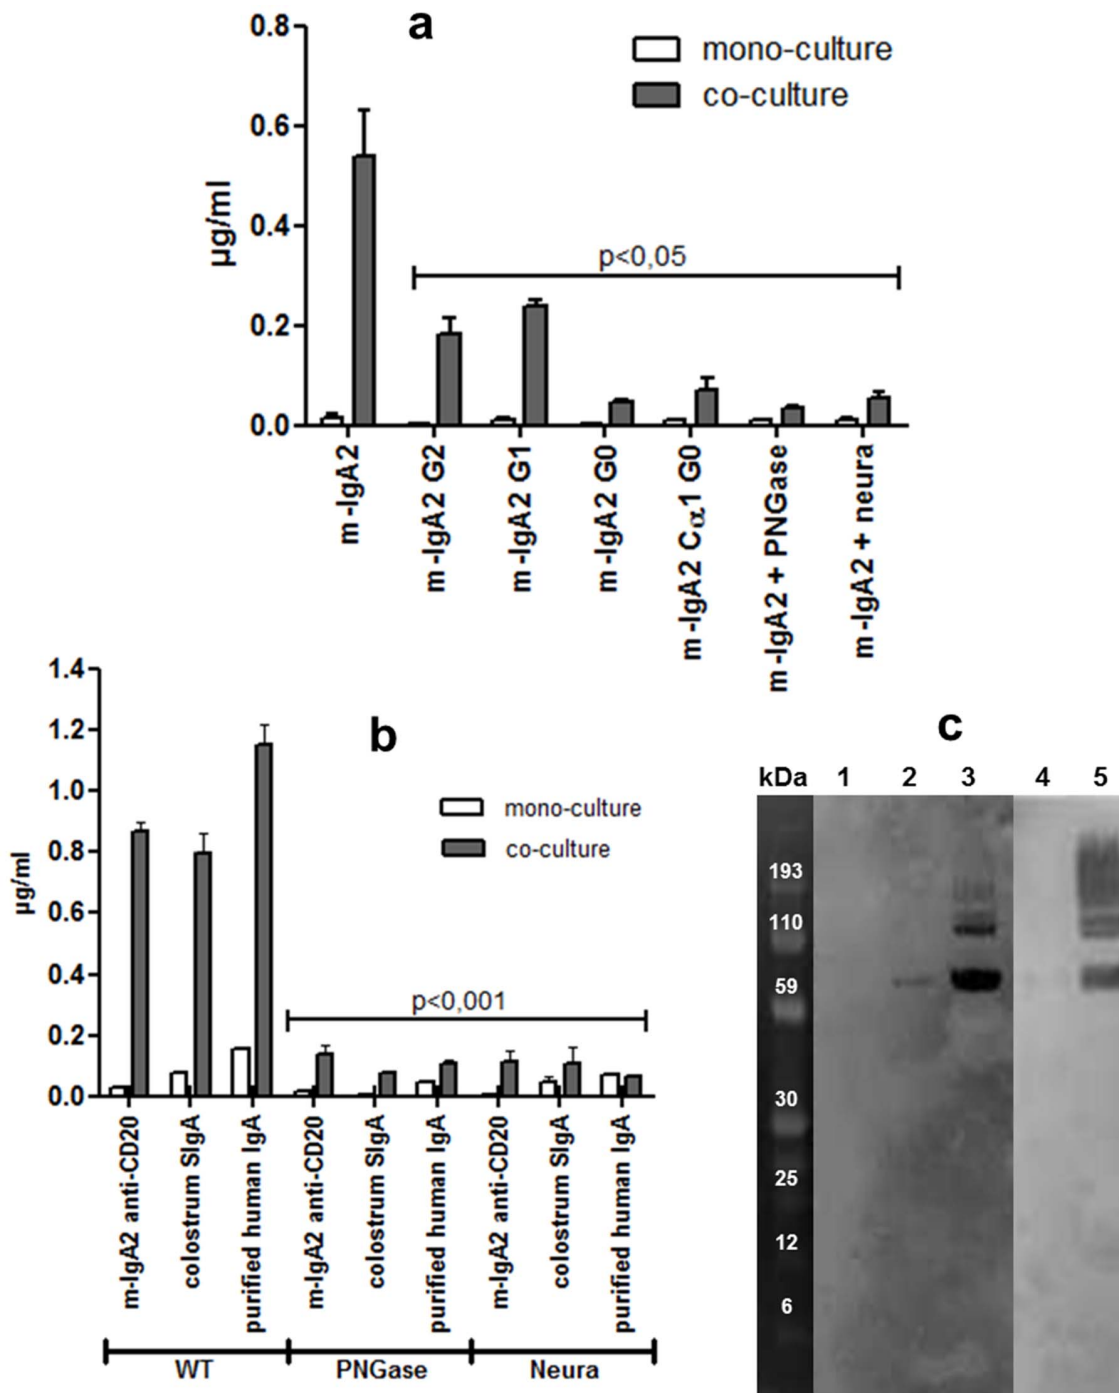 a
0.8
0.6
0.4
0.2
0.0
µg/ml
mono-culture
co-culture
p<0,05
m-IgA2
m-IgA2 G2
m-IgA2 G1
m-IgA2 G0
m-IgA2 Cα1 G0
m-IgA2 + PNGase
m-IgA2 + neura
b
1.4
1.2
1.0
0.8
0.6
0.4
0.2
0.0
µg/ml
mono-culture
co-culture
p<0,001
m-IgA2 anti-CD20
colostrum SIgA
purified human IgA
m-IgA2 anti-CD20
colostrum SIgA
purified human IgA
m-IgA2 anti-CD20
colostrum SIgA
purified human IgA
WT
PNGase
Neura
c
kDa 1 2 3 4 5
193
110
59
30
25
12
6